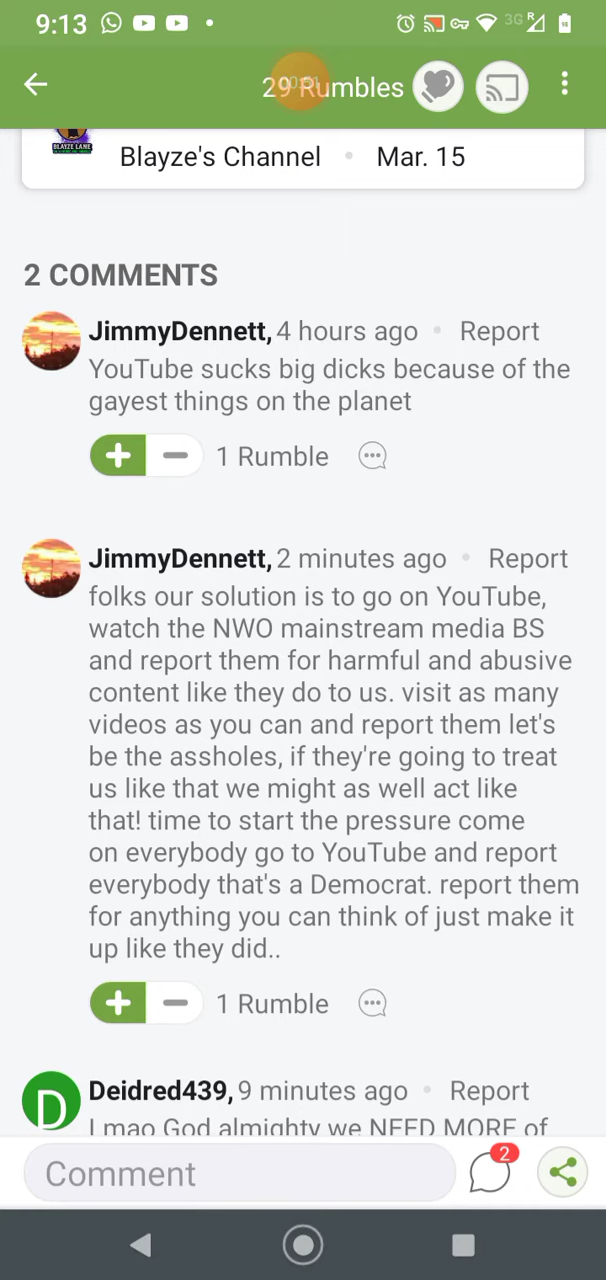 9:13
3G R
29 Rumbles
BLAYZE LANE
Blayze's Channel • Mar. 15
2 COMMENTS
JimmyDennett, 4 hours ago • Report
YouTube sucks big dicks because of the
gayest things on the planet
1 Rumble
JimmyDennett, 2 minutes ago • Report
folks our solution is to go on YouTube,
watch the NWO mainstream media BS
and report them for harmful and abusive
content like they do to us. visit as many
videos as you can and report them let's
be the assholes, if they're going to treat
us like that we might as well act like
that! time to start the pressure come
on everybody go to YouTube and report
everybody that's a Democrat. report them
for anything you can think of just make it
up like they did..
1 Rumble
D
Deidred439, 9 minutes ago • Report
Lmao God almighty we NEED MORE of
Comment
2